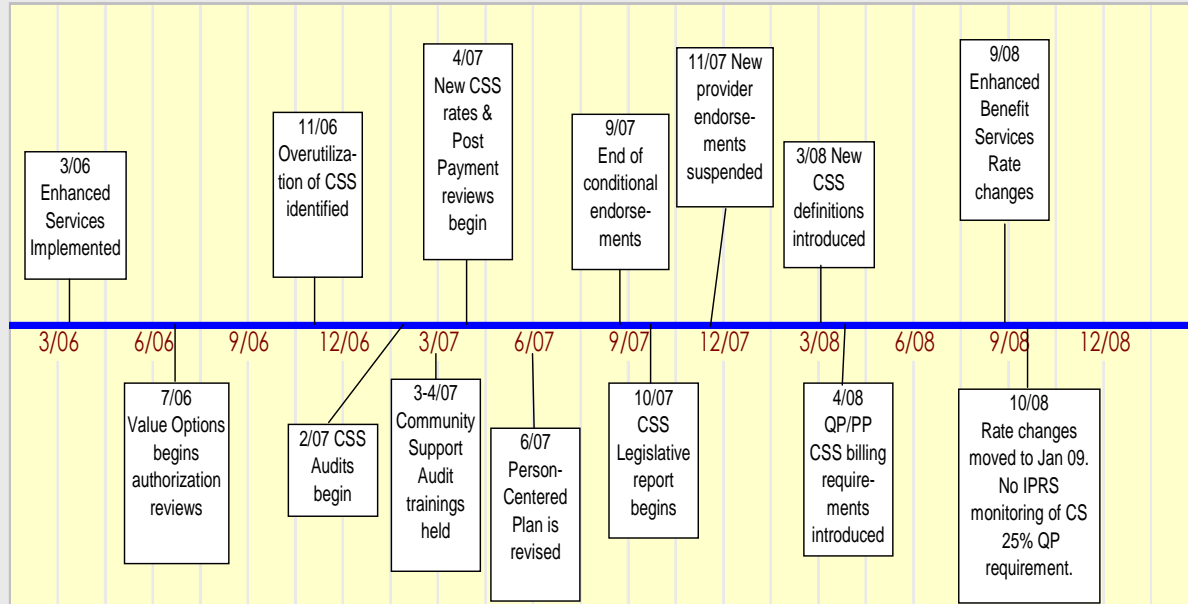 3/06
Enhanced
Services
Implemented
11/06
Overutiliza-
tion of CSS
identified
4/07
New CSS
rates &
Post
Payment
reviews
begin
9/07
End of
conditional
endorse-
ments
11/07 New
provider
endorse-
ments
suspended
3/08 New
CSS
definitions
introduced
9/08
Enhanced
Benefit
Services
Rate
changes
3/06 6/06 9/06 12/06 3/07 6/07 9/07 12/07 3/08 6/08 9/08 12/08
7/06
Value Options
begins
authorization
reviews
2/07 CSS
Audits
begin
3-4/07
Community
Support
Audit
trainings
held
6/07
Person-
Centered
Plan is
revised
10/07
CSS
Legislative
report
begins
4/08
QP/PP
CSS billing
require-
ments
introduced
10/08
Rate changes
moved to Jan 09.
No IPRS
monitoring of CS
25% QP
requirement.